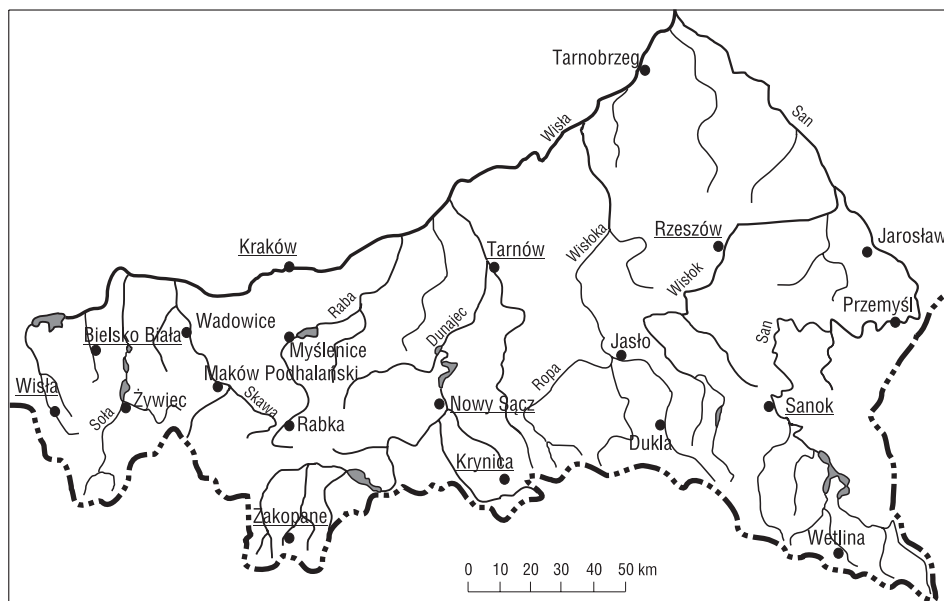 Tarnobrzeg
San
Wisła
Kraków
Tarnów
Rzeszów
Jarosław
Wisłoka
Wisłok
Raba
Dunajec
Przemyśl
San
Bielsko Biała
Wadowice
Myślenice
Jasło
Maków Podhalański
Ropa
Wisła
Soła
Żywiec
Skawa
Rabka
Nowy Sącz
Dukla
Sanok
Krynica
Zakopane
Wetlina
0 10 20 30 40 50 km